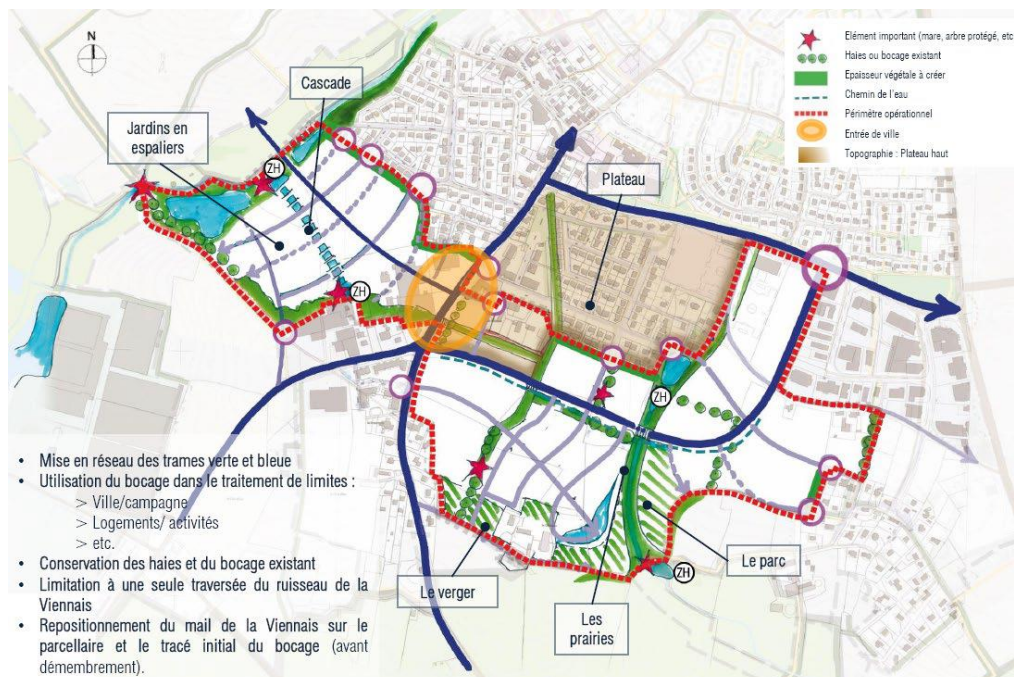 N
Elément important (mare, arbre protégé, etc
Haies ou bocage existant
Epaisseur végétale à créer
Chemin de l'eau
Périmètre opérationnel
Entrée de ville
Topographie : Plateau haut
Cascade
Jardins en
espaliers
ZH
Plateau
ZH
ZH
• Mise en réseau des trames verte et bleue
• Utilisation du bocage dans le traitement de limites :
> Ville/campagne
> Logements/ activités
> etc.
• Conservation des haies et du bocage existant
• Limitation à une seule traversée du ruisseau de la
Viennais
• Repositionnement du mail de la Viennais sur le
parcellaire et le tracé initial du bocage (avant
démembrement).
Le parc
ZH
Le verger
Les
prairies